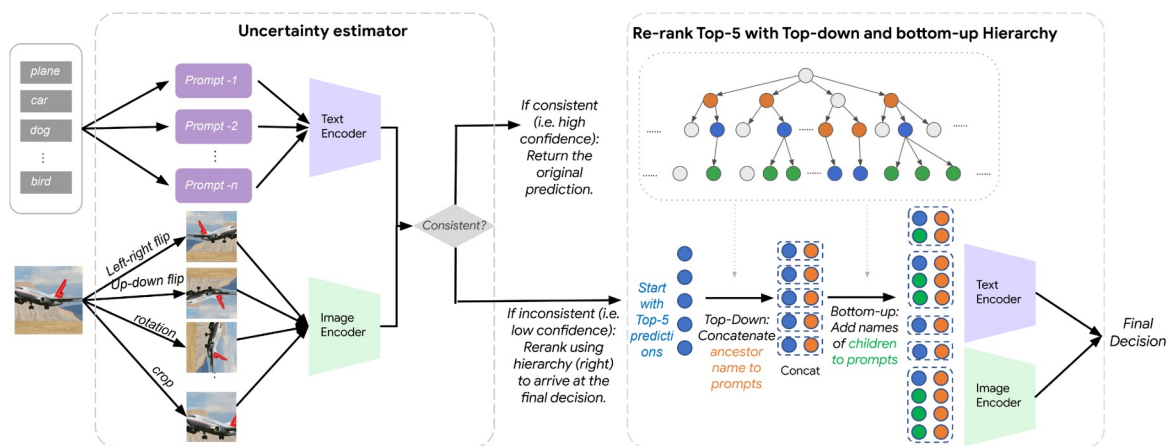 Uncertainty estimator
plane
car
dog
⋮
bird
Prompt -1
Prompt -2
⋮
Prompt -n
Text
Encoder
Left-right flip
Up-down flip
rotation
crop
Image
Encoder
Consistent?
If consistent
(i.e. high
confidence):
Return the
original
prediction.
If inconsistent (i.e.
low confidence):
Rerank using
hierarchy (right)
to arrive at the
final decision.
Re-rank Top-5 with Top-down and bottom-up Hierarchy
......
......
......
......
......
......
Start
with
Top-5
predicti
ons
Top-Down:
Concatenate
ancestor
name to
prompts
Concat
Bottom-up:
Add names
of children
to prompts
Text
Encoder
Image
Encoder
Final
Decision